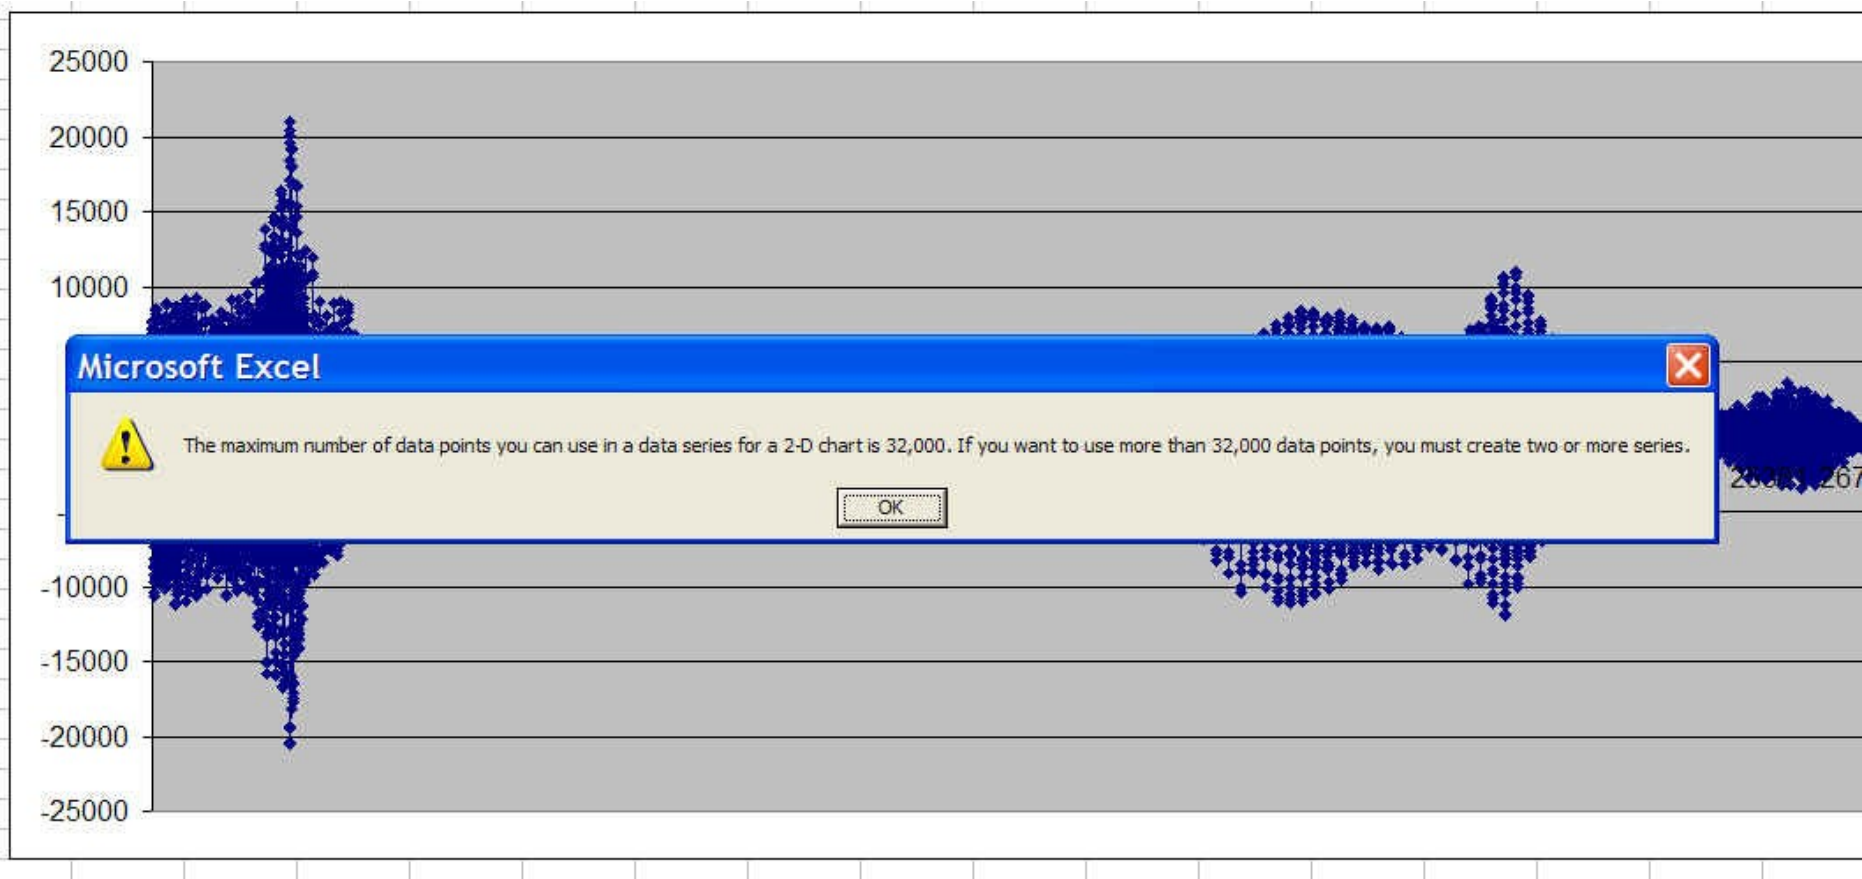 25000
20000
15000
10000
Microsoft Excel
The maximum number of data points you can use in a data series for a 2-D chart is 32,000. If you want to use more than 32,000 data points, you must create two or more series.
OK
-10000
-15000
-20000
-25000